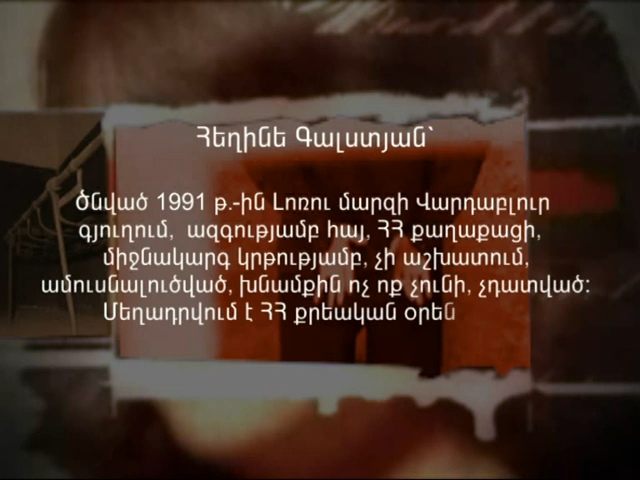 Հեղինե Գալստյան՝
Ծնված 1991 թ.-ին Լոռու մարզի Վարդաբլուր
գյուղում, ազգությամբ հայ, ՀՀ քաղաքացի,
միջնակարգ կրթությամբ, չի աշխատում,
ամուսնալուծված, խնամքին ոչ ոք չունի, չդատված:
Մեղադրվում է ՀՀ քրեական օրեն